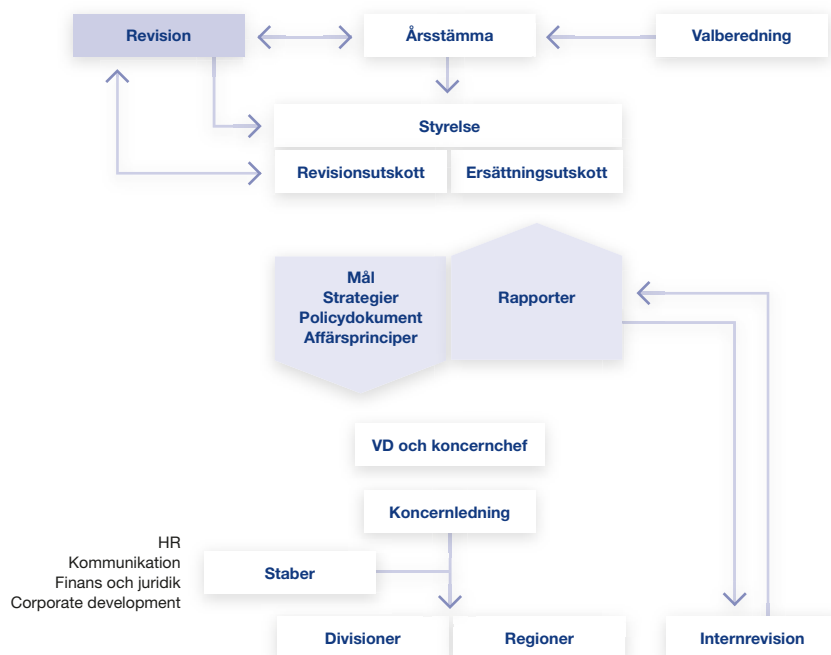 Revision
Årsstämma
Valberedning
Styrelse
Revisionsutskott
Ersättningsutskott
Mål
Strategier
Policydokument
Affärsprinciper
Rapporter
VD och koncernchef
Koncernledning
HR
Kommunikation
Finans och juridik
Corporate development
Staber
Divisioner
Regioner
Internrevision